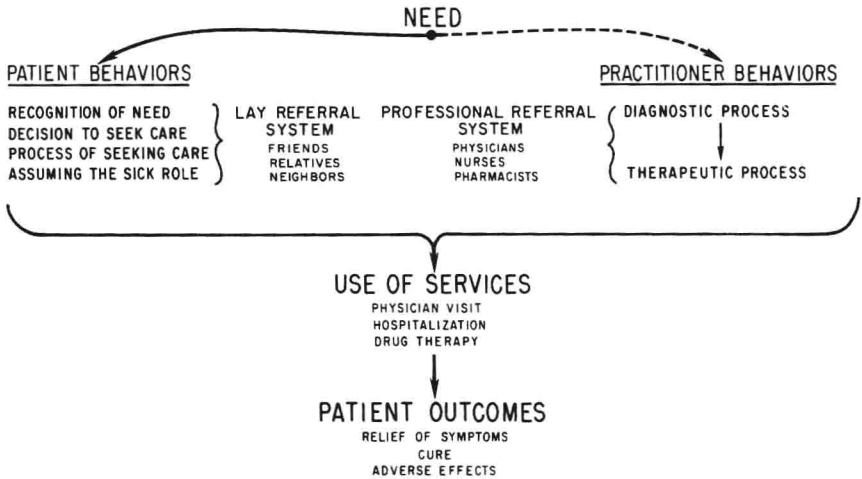 NEED
PATIENT BEHAVIORS
PRACTITIONER BEHAVIORS
RECOGNITION OF NEED
DECISION TO SEEK CARE
PROCESS OF SEEKING CARE
ASSUMING THE SICK ROLE
LAY REFERRAL
SYSTEM
FRIENDS
RELATIVES
NEIGHBORS
PROFESSIONAL REFERRAL
SYSTEM
PHYSICIANS
NURSES
PHARMACISTS
DIAGNOSTIC PROCESS
THERAPEUTIC PROCESS
USE OF SERVICES
PHYSICIAN VISIT
HOSPITALIZATION
DRUG THERAPY
PATIENT OUTCOMES
RELIEF OF SYMPTOMS
CURE
ADVERSE EFFECTS